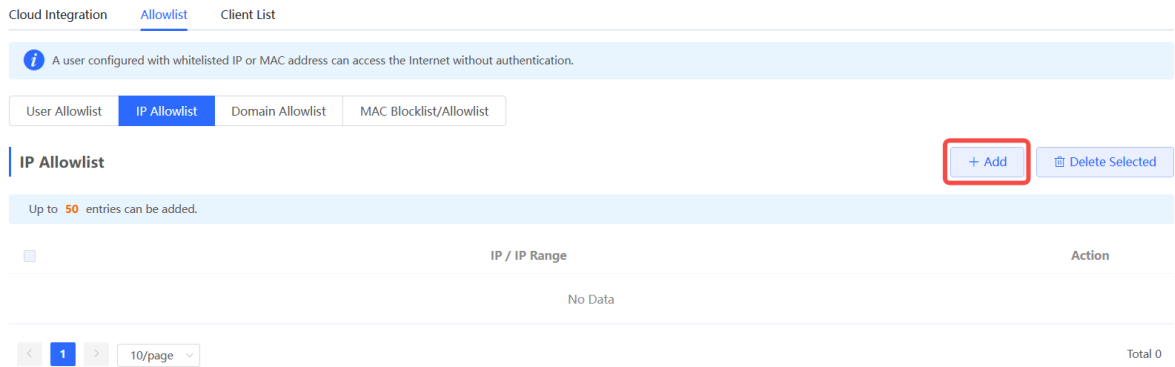 Cloud Integration Allowlist Client List
A user configured with whitelisted IP or MAC address can access the Internet without authentication.
User Allowlist IP Allowlist Domain Allowlist MAC Blocklist/Allowlist
IP Allowlist + Add Delete Selected
Up to 50 entries can be added.
IP / IP Range Action
No Data
< 1 > 10/page Total 0